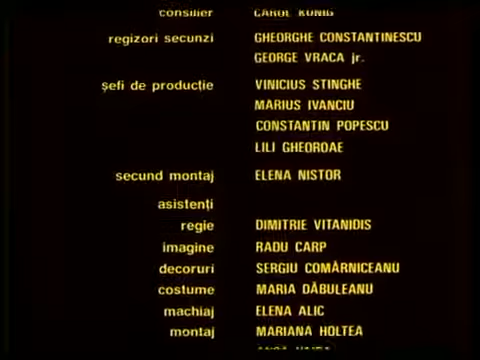 consilier CAROL KÖNIG
regizori secunzi GHEORGHE CONSTANTINESCU
GEORGE VRACA jr.
șefi de producție VINICIUS STINGHE
MARIUS IVANCIU
CONSTANTIN POPESCU
LILI GHEOROAE
secund montaj ELENA NISTOR
asistenți
regie DIMITRIE VITANIDIS
imagine RADU CARP
decoruri SERGIU COMÂRNICEANU
costume MARIA DĂBULEANU
machiaj ELENA ALIC
montaj MARIANA HOLTEA